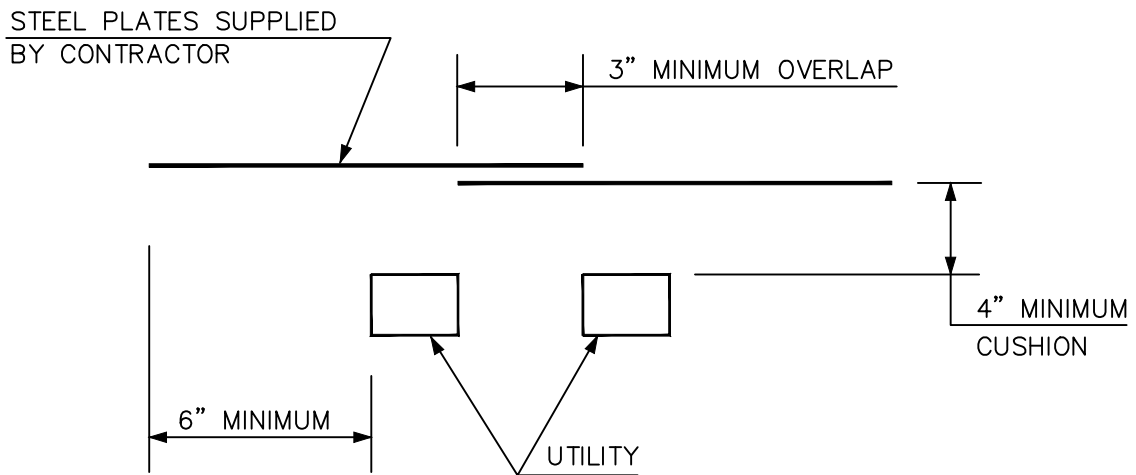 STEEL PLATES SUPPLIED
BY CONTRACTOR
3” MINIMUM OVERLAP
4” MINIMUM
CUSHION
6” MINIMUM
UTILITY